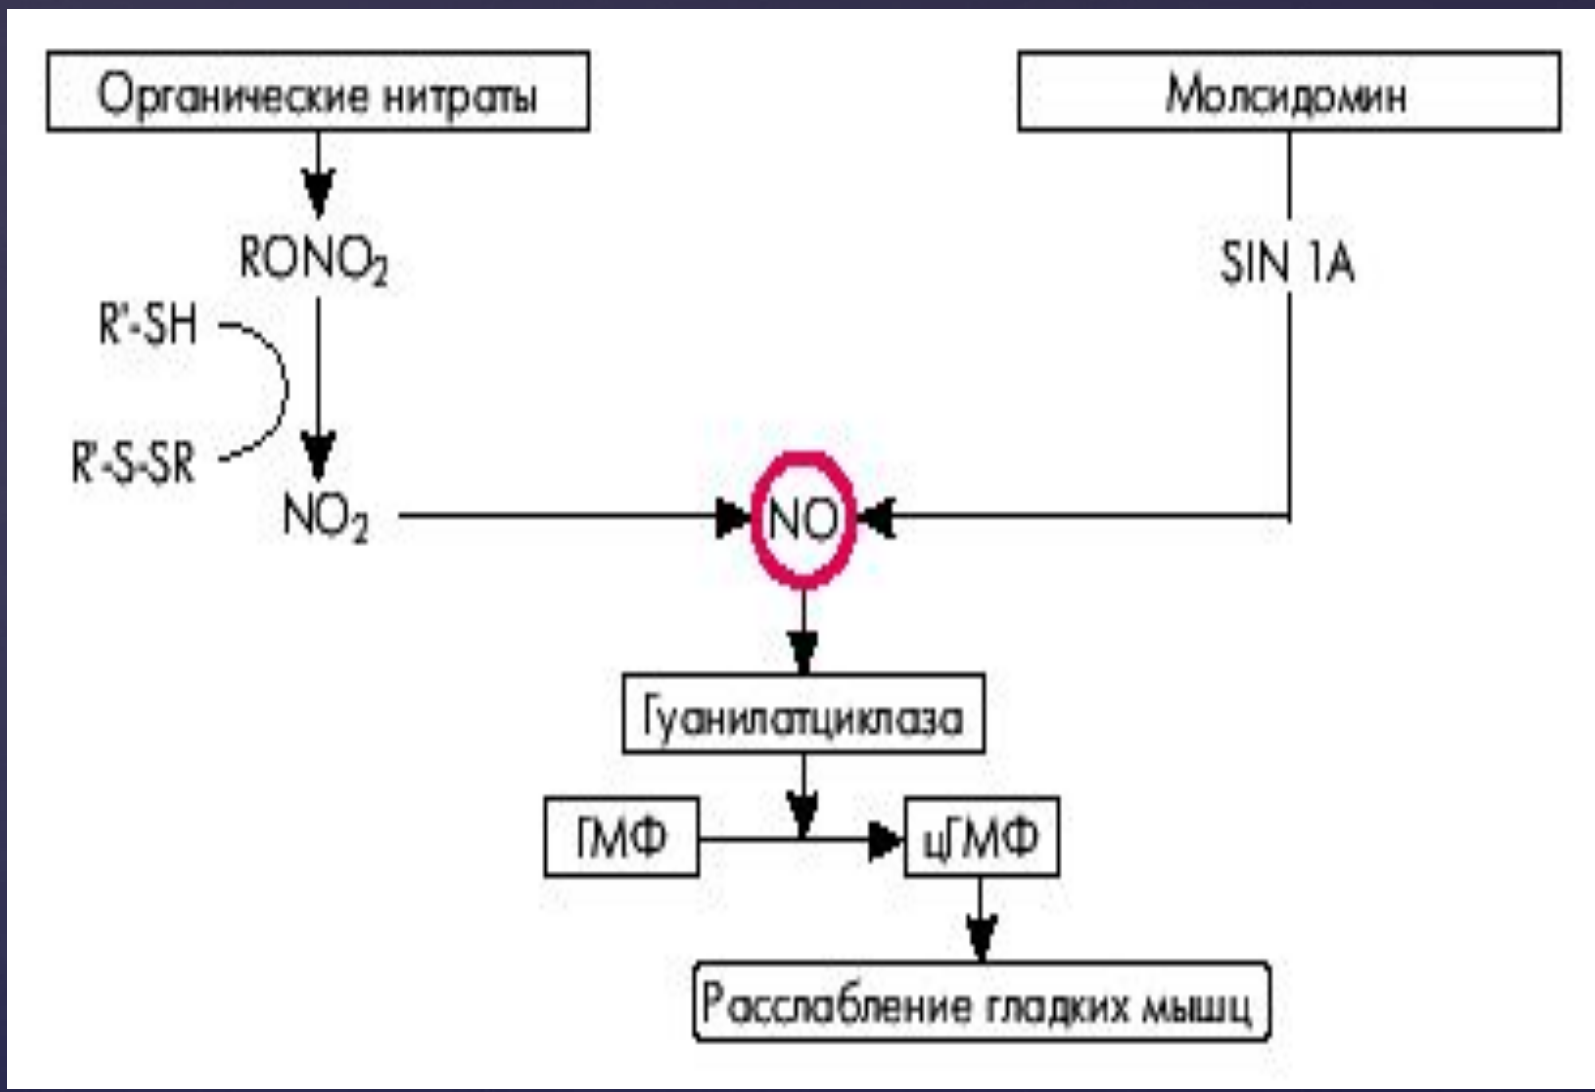 Органические нитраты
Молсидомин
RONO₂
SIN 1A
R'-SH
R'-S-SR
NO₂
NO
Гуанилатциклаза
ГМФ
цГМФ
Расслабление гладких мышц